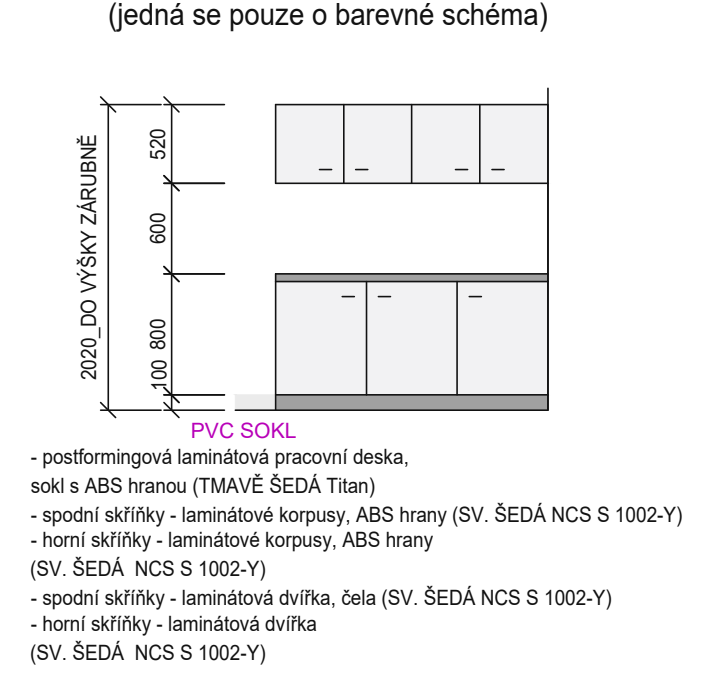 (jedná se pouze o barevné schéma)
2020_DO VÝŠKY ZÁRUBNĚ
520
600
800
100
PVC SOKL
- postformingová laminátová pracovní deska,
sokl s ABS hranou (TMAVĚ ŠEDÁ Titan)
- spodní skříňky - laminátové korpusy, ABS hrany (SV. ŠEDÁ NCS S 1002-Y)
- horní skříňky - laminátové korpusy, ABS hrany
(SV. ŠEDÁ  NCS S 1002-Y)
- spodní skříňky - laminátová dvířka, čela (SV. ŠEDÁ NCS S 1002-Y)
- horní skříňky - laminátová dvířka
(SV. ŠEDÁ  NCS S 1002-Y)